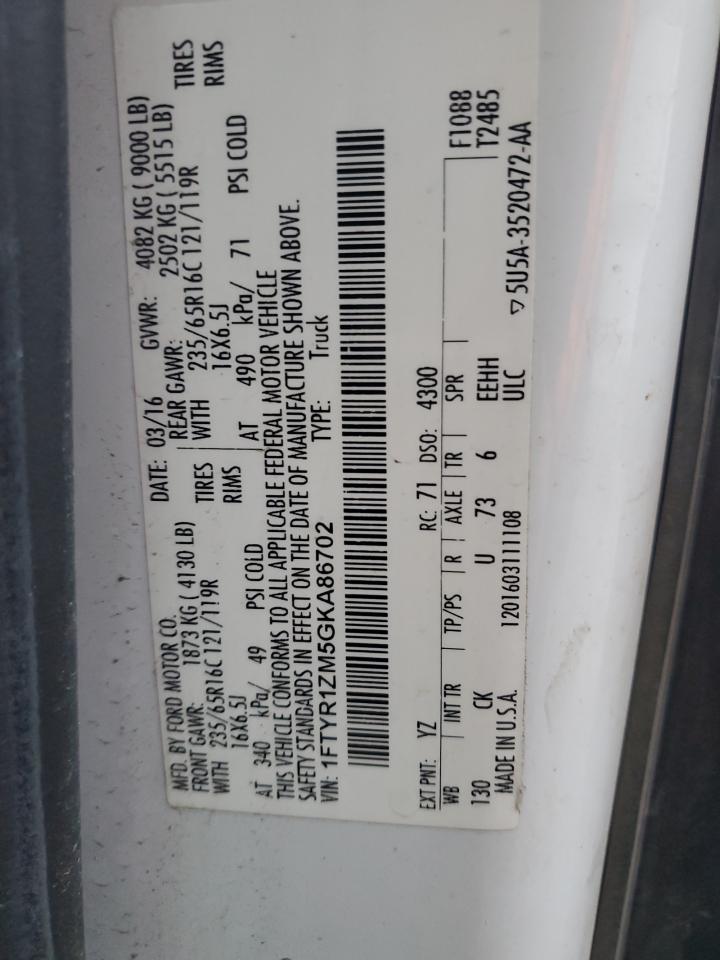 MFD. BY FORD MOTOR CO.
DATE: 03/16 GVWR: 4082 KG ( 9000 LB)
FRONT GAWR: 1873 KG ( 4130 LB) REAR GAWR: 2502 KG ( 5515 LB)
WITH 235/65R16C 121/119R TIRES WITH 235/65R16C 121/119R TIRES
16X6.5J RIMS 16X6.5J RIMS
AT 340 kPa/ 49 PSI COLD AT 490 kPa/ 71 PSI COLD
THIS VEHICLE CONFORMS TO ALL APPLICABLE FEDERAL MOTOR VEHICLE
SAFETY STANDARDS IN EFFECT ON THE DATE OF MANUFACTURE SHOWN ABOVE.
VIN: 1FTYR1ZM5GKA86702 TYPE: Truck
EXT PNT: YZ RC: 71 DSO: 4300
WB INT TR TP/PS R AXLE TR SPR F1088
130 CK U 73 6 EEHH T2485
MADE IN U.S.A. 1201603111108 ULC
▽5U5A-3520472-AA